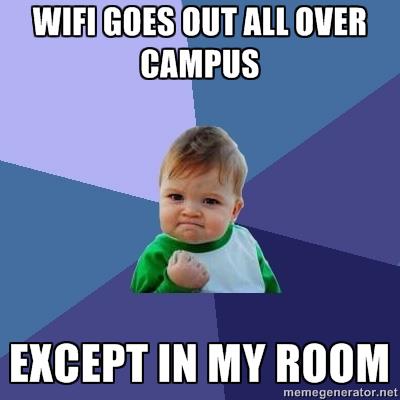 WIFI GOES OUT ALL OVER
CAMPUS
EXCEPT IN MY ROOM
memegenerator.net